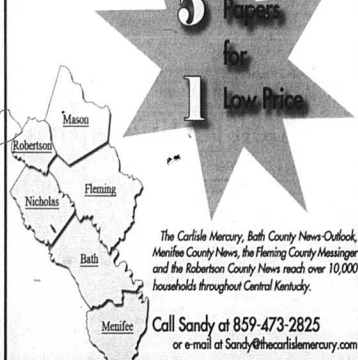 5 Papers
for
1 Low Price
Mason
Robertson
Fleming
Nicholas
Bath
Menifee
The Carlisle Mercury, Bath County News-Outlook,
Menifee County News, the Fleming County Messinger
and the Robertson County News reach over 10,000
households throughout Central Kentucky.
Call Sandy at 859-473-2825
or e-mail at Sandy@thecarlislemercury.com